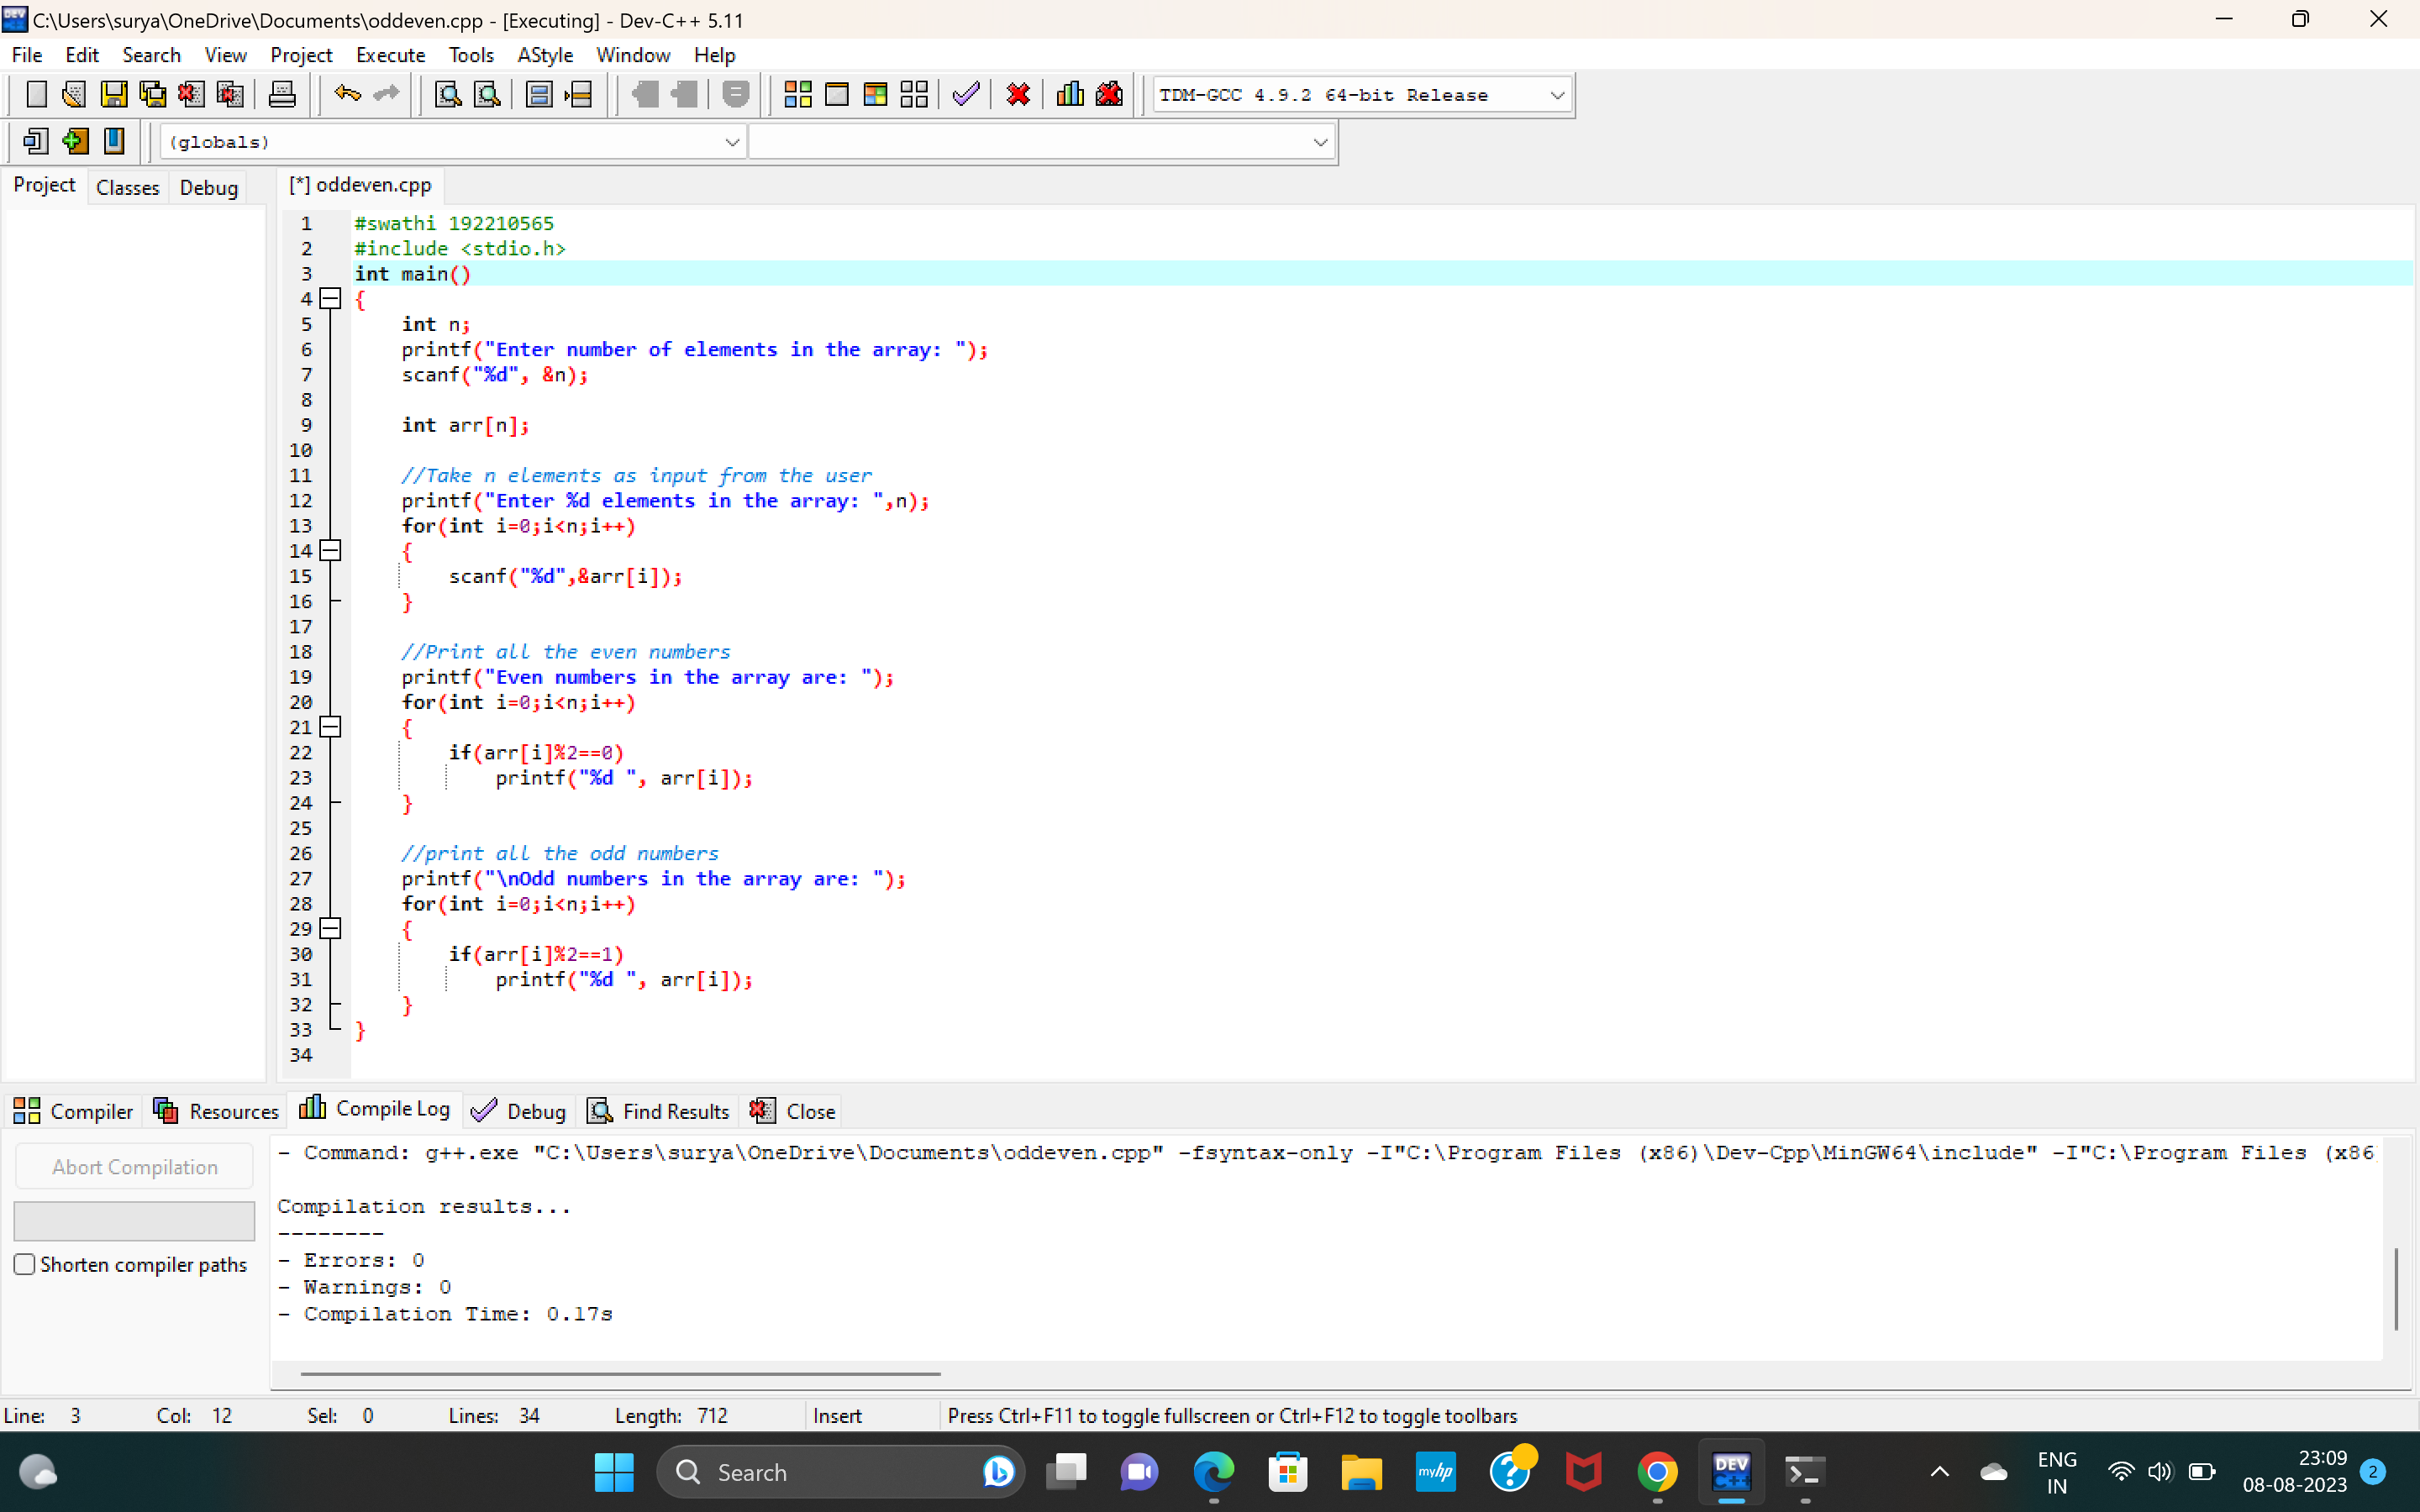 C:\Users\surya\OneDrive\Documents\oddeven.cpp - [Executing] - Dev-C++ 5.11
File Edit Search View Project Execute Tools AStyle Window Help
TDM-GCC 4.9.2 64-bit Release
(globals)
Project Classes Debug [*] oddeven.cpp
1 #swathi 192210565
2 #include <stdio.h>
3 int main()
4 {
5 int n;
6 printf("Enter number of elements in the array: ");
7 scanf("%d", &n);
8
9 int arr[n];
10
11 //Take n elements as input from the user
12 printf("Enter %d elements in the array: ",n);
13 for(int i=0;i<n;i++)
14 {
15 scanf("%d",&arr[i]);
16 }
17
18 //Print all the even numbers
19 printf("Even numbers in the array are: ");
20 for(int i=0;i<n;i++)
21 {
22 if(arr[i]%2==0)
23 printf("%d ", arr[i]);
24 }
25
26 //print all the odd numbers
27 printf("\nOdd numbers in the array are: ");
28 for(int i=0;i<n;i++)
29 {
30 if(arr[i]%2==1)
31 printf("%d ", arr[i]);
32 }
33 }
34
Compiler Resources Compile Log Debug Find Results Close
Abort Compilation
Shorten compiler paths
- Command: g++.exe "C:\Users\surya\OneDrive\Documents\oddeven.cpp" -fsyntax-only -I"C:\Program Files (x86)\Dev-Cpp\MinGW64\include" -I"C:\Program Files (x86
Compilation results...
--------
- Errors: 0
- Warnings: 0
- Compilation Time: 0.17s
Line: 3 Col: 12 Sel: 0 Lines: 34 Length: 712 Insert Press Ctrl+F11 to toggle fullscreen or Ctrl+F12 to toggle toolbars
Search
myhp
DEV C++
ENG
IN
23:09
08-08-2023
2